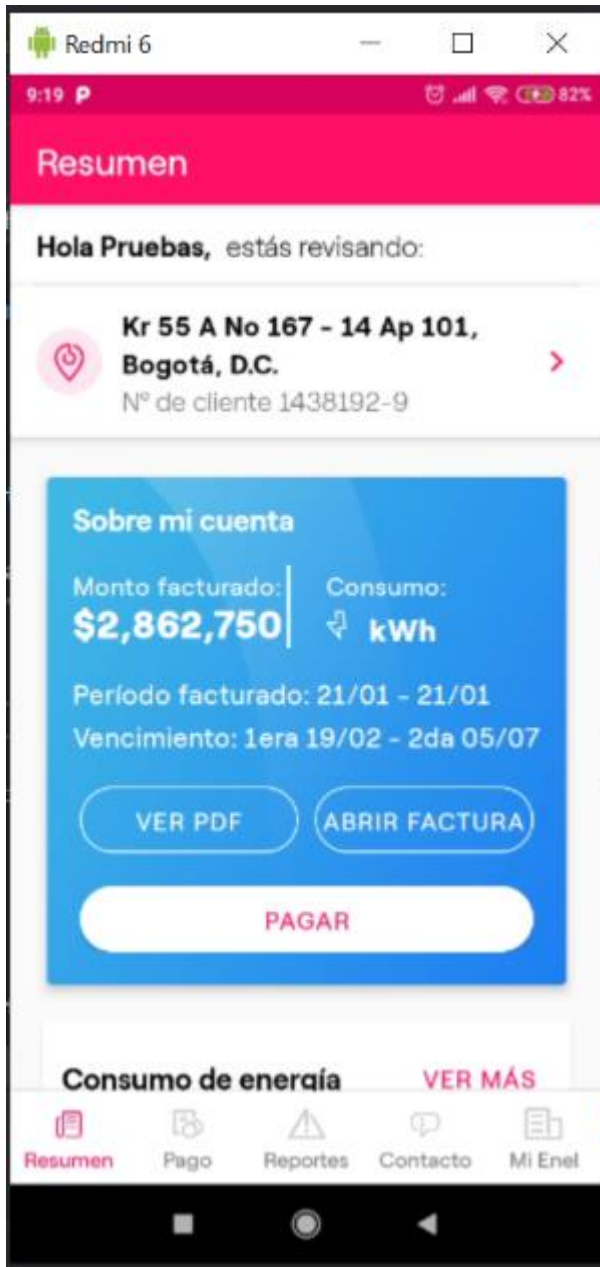 Redmi 6
9:19 P 82%
Resumen
Hola Pruebas, estás revisando:
Kr 55 A No 167 - 14 Ap 101,
Bogotá, D.C.
N° de cliente 1438192-9
Sobre mi cuenta
Monto facturado: Consumo:
$2,862,750 kWh
Período facturado: 21/01 - 21/01
Vencimiento: 1era 19/02 - 2da 05/07
VER PDF ABRIR FACTURA
PAGAR
Consumo de energía VER MÁS
Resumen Pago Reportes Contacto Mi Enel